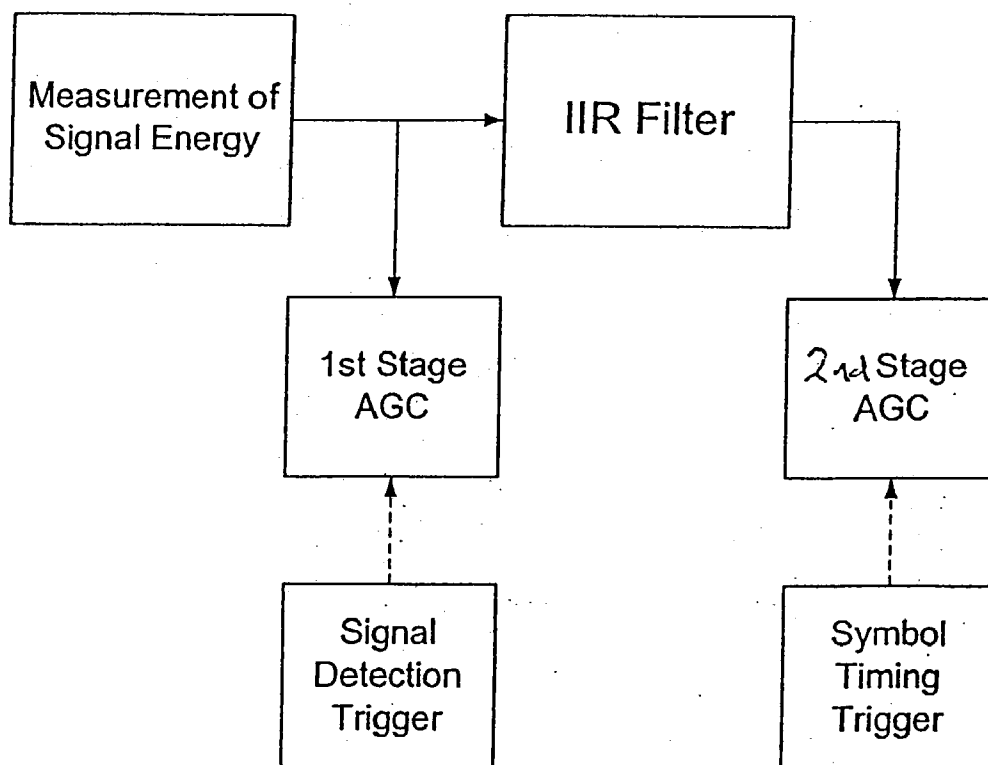 Measurement of
Signal Energy
IIR Filter
1st Stage
AGC
2nd Stage
AGC
Signal
Detection
Trigger
Symbol
Timing
Trigger